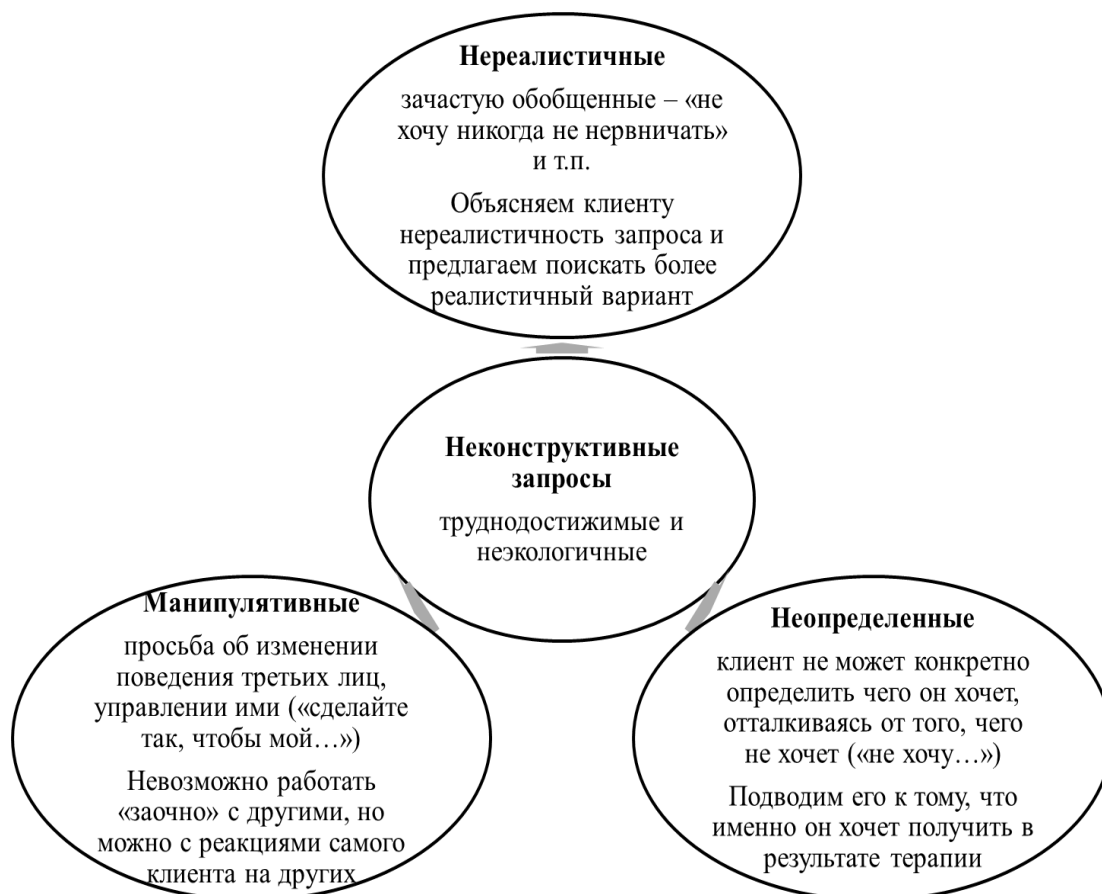 Нереалистичные
зачастую обобщенные – «не
хочу никогда не нервничать»
и т.п.
Объясняем клиенту
нереалистичность запроса и
предлагаем поискать более
реалистичный вариант
Неконструктивные
запросы
труднодостижимые и
неэкологичные
Манипулятивные
просьба об изменении
поведения третьих лиц,
управлении ими («сделайте
так, чтобы мой…»)
Невозможно работать
«заочно» с другими, но
можно с реакциями самого
клиента на других
Неопределенные
клиент не может конкретно
определить чего он хочет,
отталкиваясь от того, чего
не хочет («не хочу…»)
Подводим его к тому, что
именно он хочет получить в
результате терапии